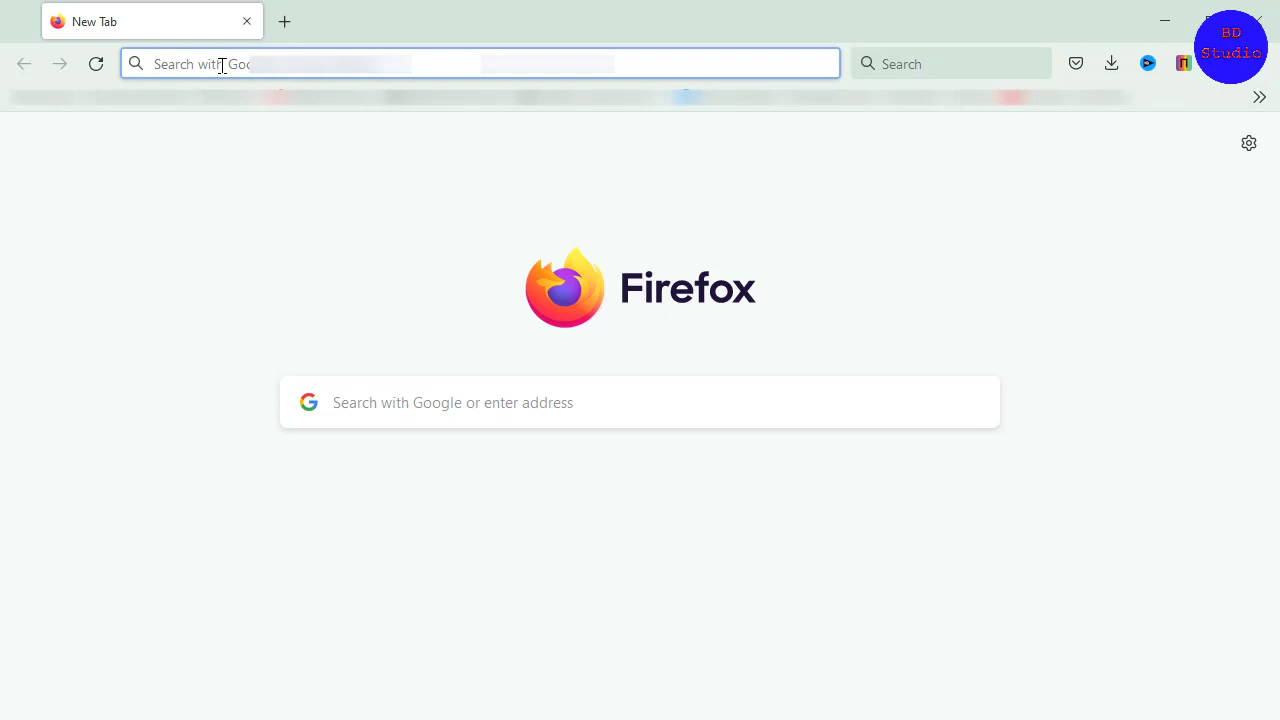 New Tab
BD
Studio
Search with Goo
Search
Firefox
Search with Google or enter address